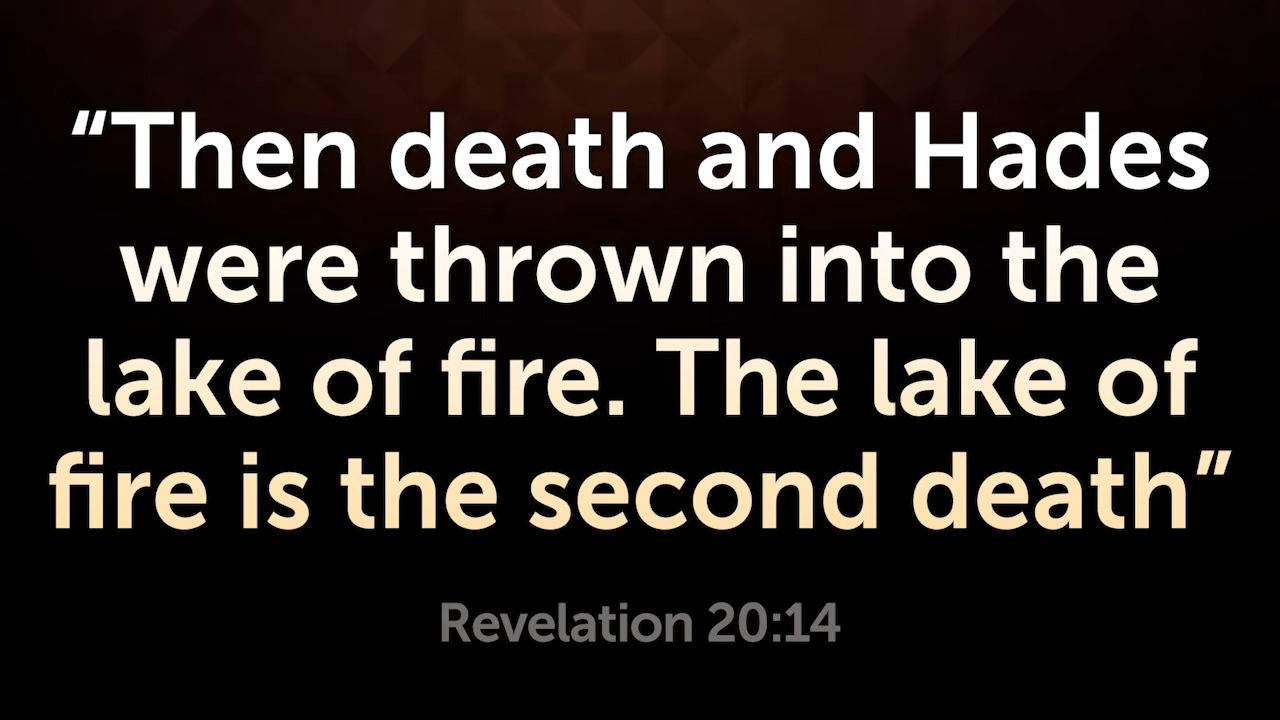 “Then death and Hades
were thrown into the
lake of fire. The lake of
fire is the second death”
Revelation 20:14